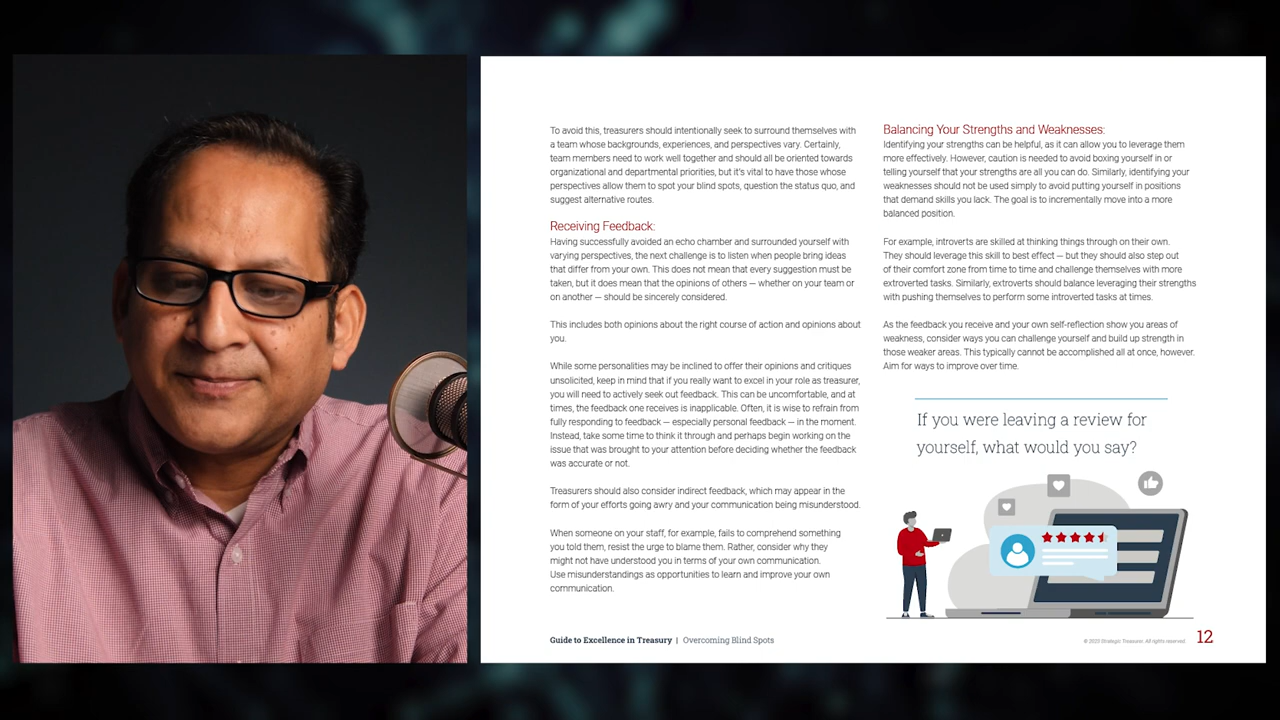 To avoid this, treasurers should intentionally seek to surround themselves with
a team whose backgrounds, experiences, and perspectives vary. Certainly,
team members need to work well together and should all be oriented towards
organizational and departmental priorities, but it's vital to have those whose
perspectives allow them to spot your blind spots, question the status quo, and
suggest alternative routes.
Receiving Feedback:
Having successfully avoided an echo chamber and surrounded yourself with
varying perspectives, the next challenge is to listen when people bring ideas
that differ from your own. This does not mean that every suggestion must be
taken, but it does mean that the opinions of others — whether on your team or
on another — should be sincerely considered.
This includes both opinions about the right course of action and opinions about
you.
While some personalities may be inclined to offer their opinions and critiques
unsolicited, keep in mind that if you really want to excel in your role as treasurer,
you will need to actively seek out feedback. This can be uncomfortable, and at
times, the feedback one receives is inapplicable. Often, it is wise to refrain from
fully responding to feedback — especially personal feedback — in the moment.
Instead, take some time to think it through and perhaps begin working on the
issue that was brought to your attention before deciding whether the feedback
was accurate or not.
Treasurers should also consider indirect feedback, which may appear in the
form of your efforts going awry and your communication being misunderstood.
When someone on your staff, for example, fails to comprehend something
you told them, resist the urge to blame them. Rather, consider why they
might not have understood you in terms of your own communication.
Use misunderstandings as opportunities to learn and improve your own
communication.
Balancing Your Strengths and Weaknesses:
Identifying your strengths can be helpful, as it can allow you to leverage them
more effectively. However, caution is needed to avoid boxing yourself in or
telling yourself that your strengths are all you can do. Similarly, identifying your
weaknesses should not be used simply to avoid putting yourself in positions
that demand skills you lack. The goal is to incrementally move into a more
balanced position.
For example, introverts are skilled at thinking things through on their own.
They should leverage this skill to best effect — but they should also step out
of their comfort zone from time to time and challenge themselves with more
extroverted tasks. Similarly, extroverts should balance leveraging their strengths
with pushing themselves to perform some introverted tasks at times.
As the feedback you receive and your own self-reflection show you areas of
weakness, consider ways you can challenge yourself and build up strength in
those weaker areas. This typically cannot be accomplished all at once, however.
Aim for ways to improve over time.
If you were leaving a review for
yourself, what would you say?
Guide to Excellence in Treasury | Overcoming Blind Spots
© 2023 Strategic Treasurer. All rights reserved. 12